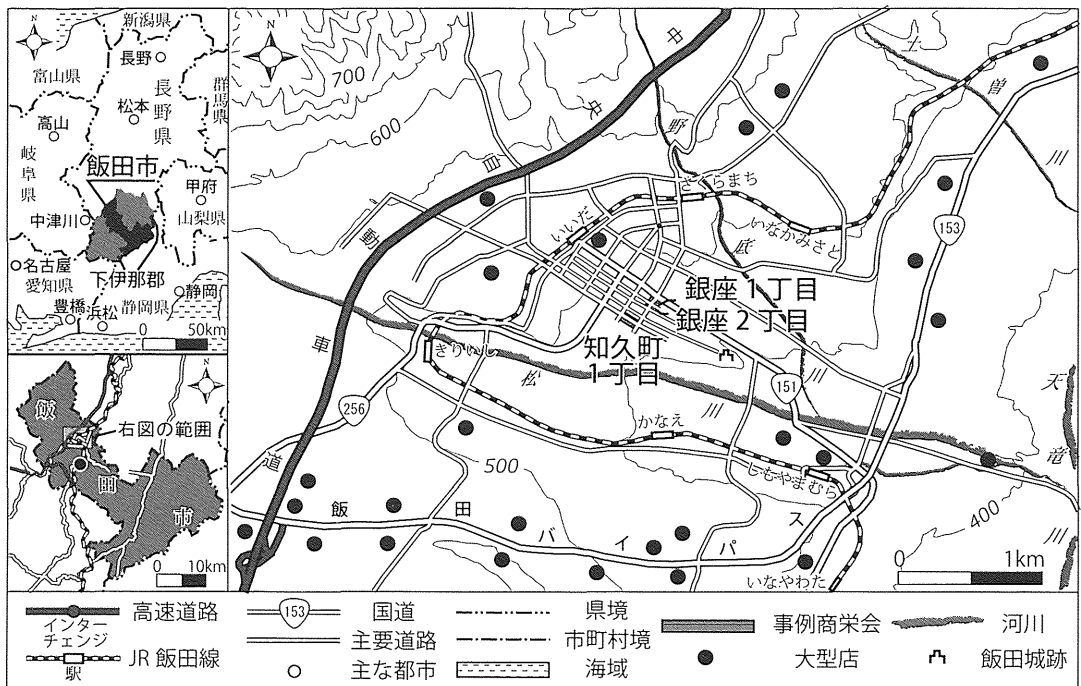 N
新潟県
長野
富山県
群馬県
長野県
松本
高山
岐阜県
飯田市
甲府
山梨県
中津川
下伊那郡
名古屋
愛知県
静岡県
静岡
豊橋
浜松
0 50km
N
飯
田
市
右図の範囲
0 10km
N
700
600
500
400
中央自動車道
野底川
土曽川
松川
天竜川
さくらまち
いいだ
いなかみさと
きりいし
かなえ
しもやまむら
いなやわた
銀座1丁目
銀座2丁目
知久町
1丁目
153
151
256
飯田バイパス
0 1km
高速道路
インター
チェンジ
JR飯田線
駅
153
国道
主要道路
主な都市
県境
市町村境
海域
事例商栄会
大型店
河川
飯田城跡